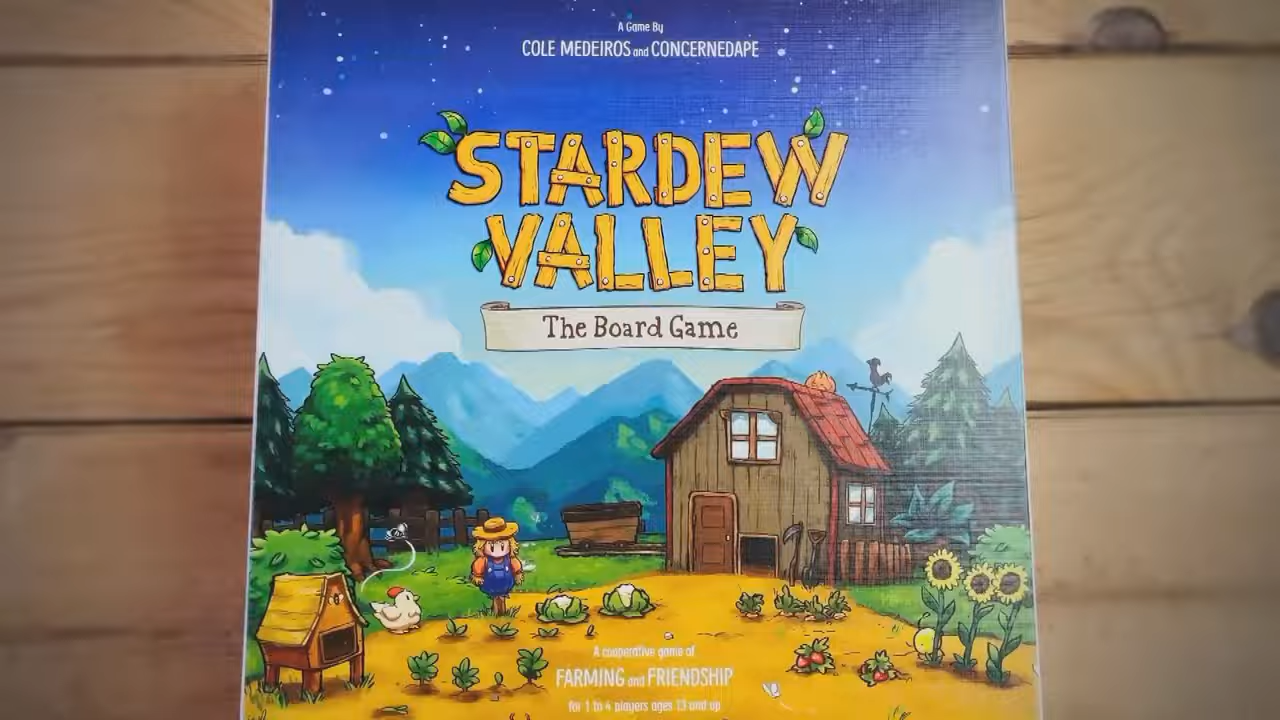 A Game By
COLE MEDEIROS and CONCERNEDAPE
STARDEW
VALLEY
The Board Game
A cooperative game of
FARMING and FRIENDSHIP
for 1 to 4 players ages 13 and up